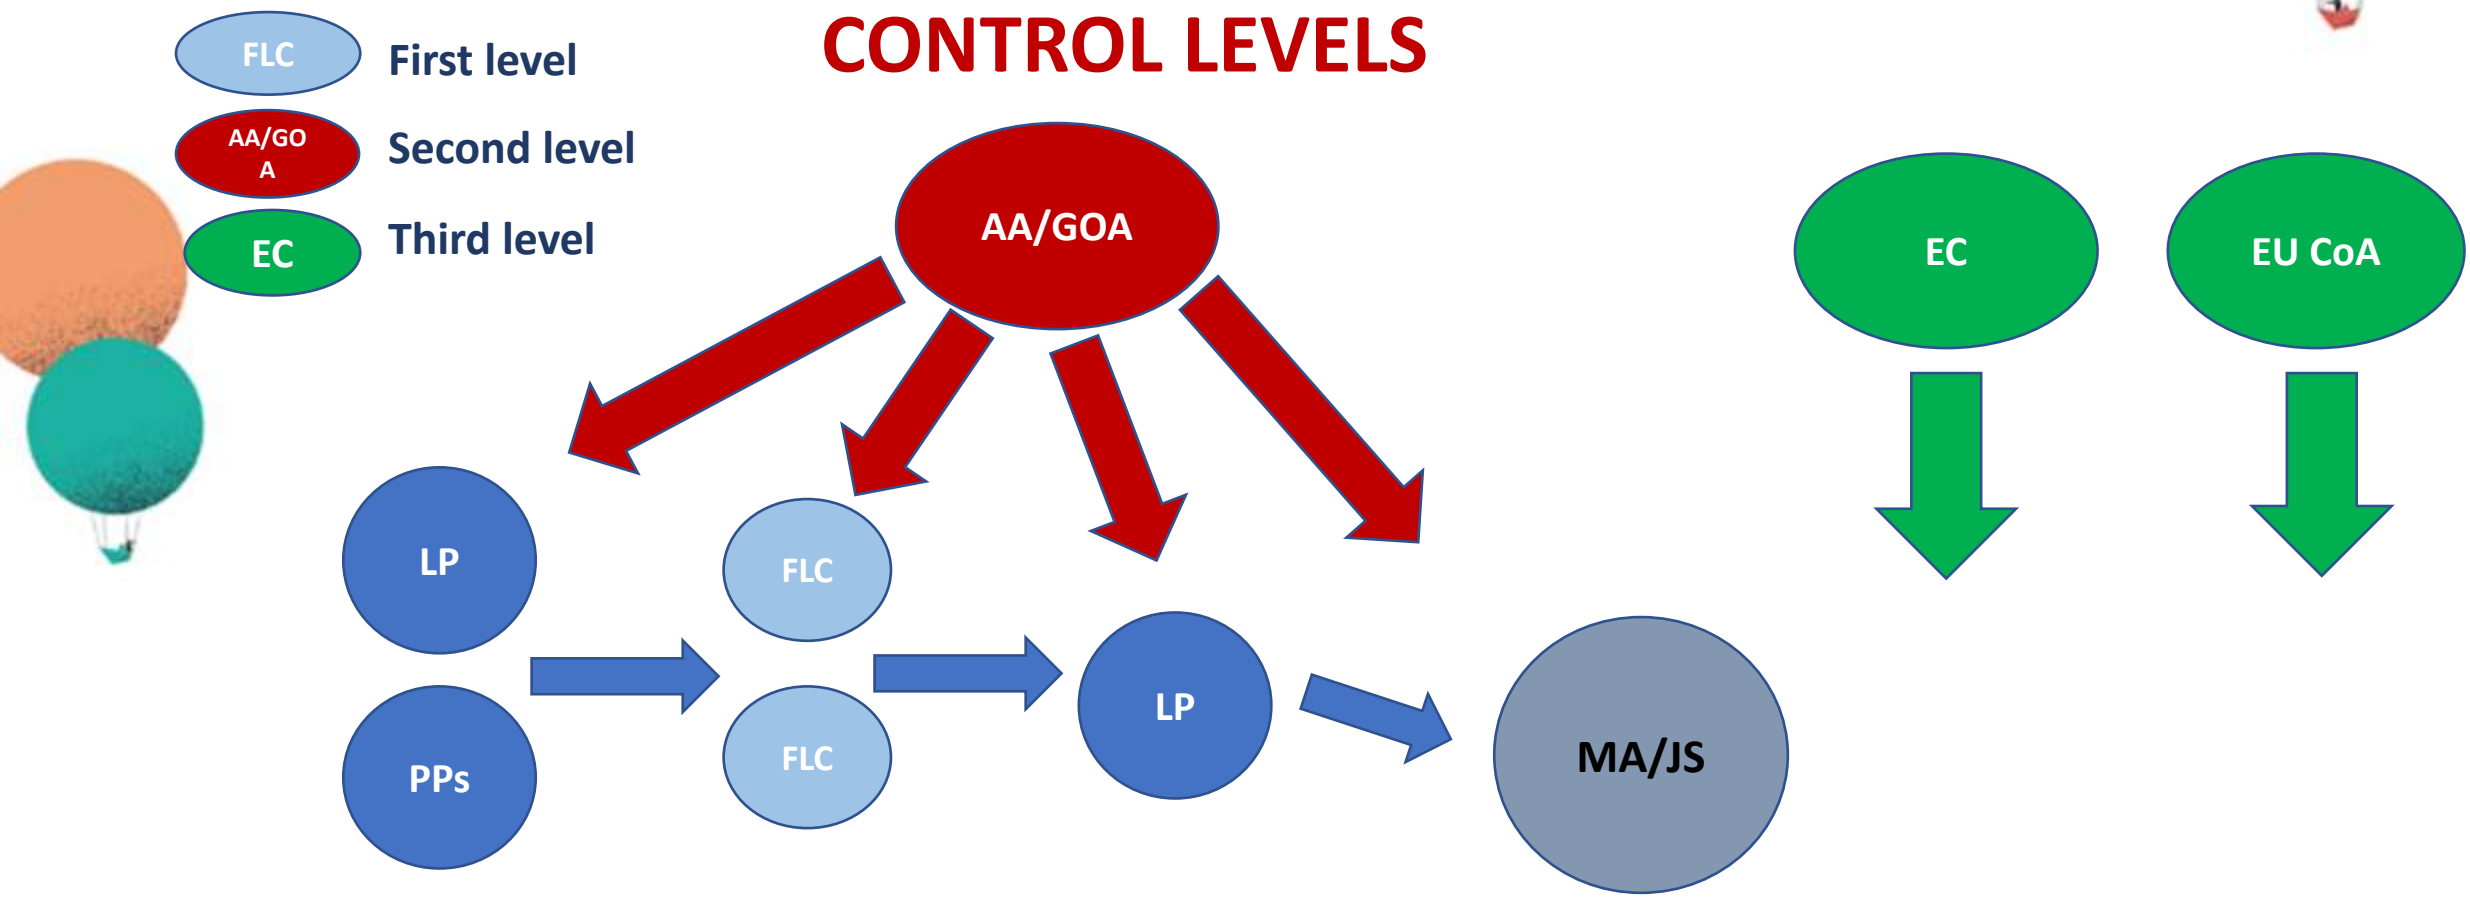 CONTROL LEVELS
FLC
First level
AA/GO
A
Second level
EC
Third level
AA/GOA
EC
EU CoA
LP
FLC
LP
PPs
FLC
MA/JS